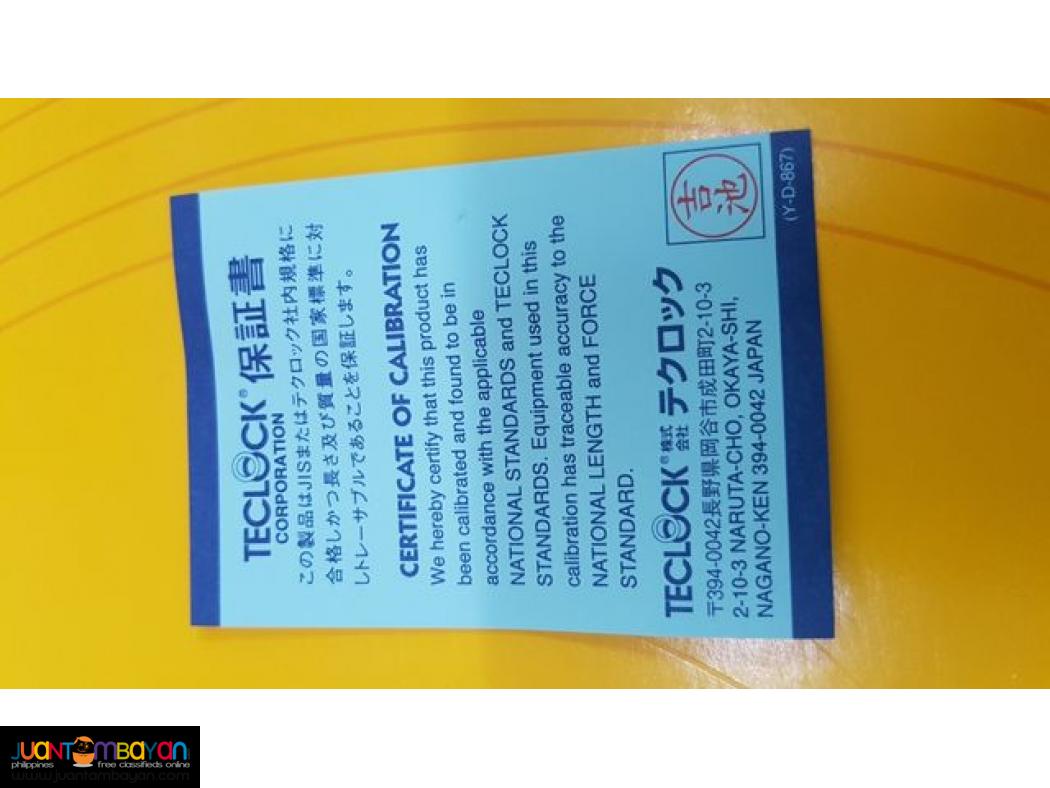 TECLOCK® 保証書
CORPORATION
この製品はJISまたはテクロック社内規格に
合格しかつ長さ及び質量の国家標準に対
しトレーサブルであることを保証します。
CERTIFICATE OF CALIBRATION
We hereby certify that this product has
been calibrated and found to be in
accordance with the applicable
NATIONAL STANDARDS and TECLOCK
STANDARDS. Equipment used in this
calibration has traceable accuracy to the
NATIONAL LENGTH and FORCE
STANDARD.
TECLOCK® 株式会社 テクロック
〒394-0042長野県岡谷市成田町2-10-3
2-10-3 NARUTA-CHO, OKAYA-SHI,
NAGANO-KEN 394-0042 JAPAN
吉池
(Y-D-867)
JUANTAMBAYAN
philippines free classifieds online
www.juantambayan.com